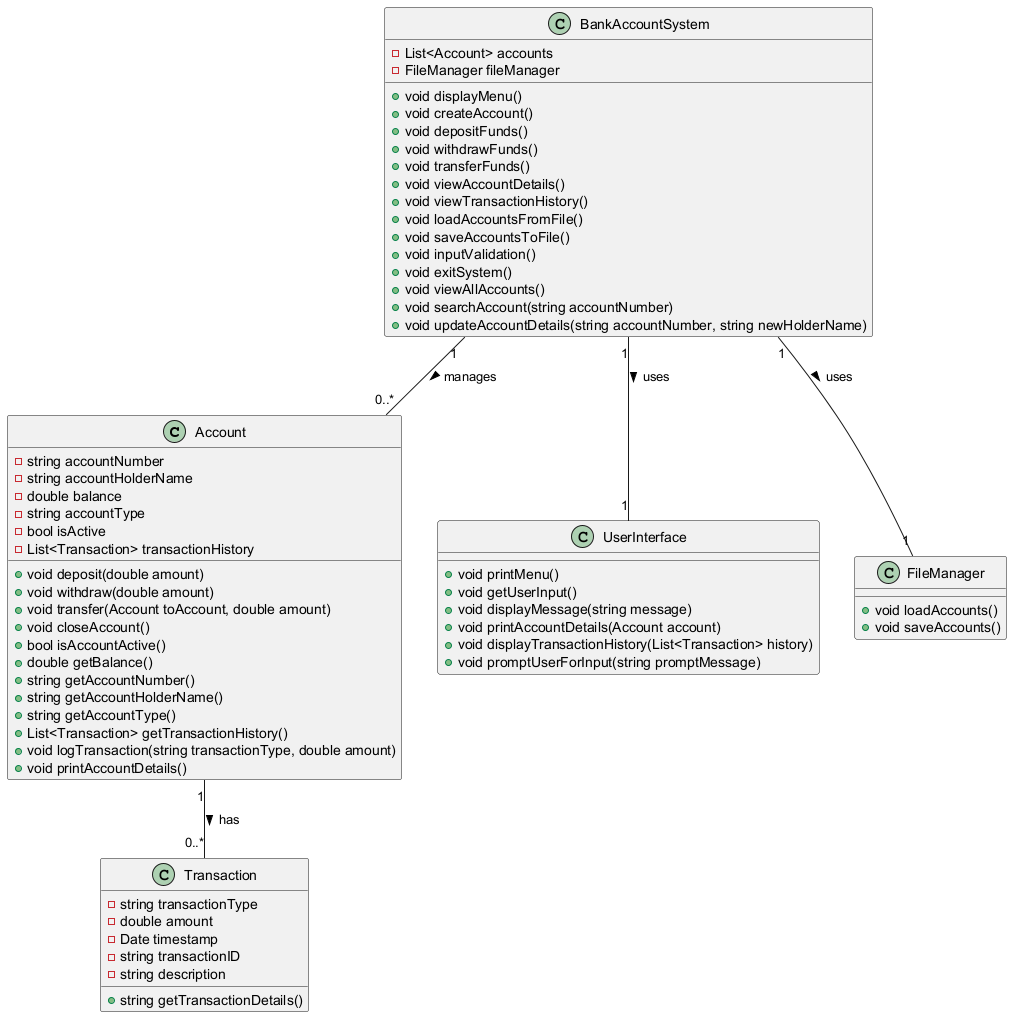 C BankAccountSystem
List<Account> accounts
FileManager fileManager
void displayMenu()
void createAccount()
void depositFunds()
void withdrawFunds()
void transferFunds()
void viewAccountDetails()
void viewTransactionHistory()
void loadAccountsFromFile()
void saveAccountsToFile()
void inputValidation()
void exitSystem()
void viewAllAccounts()
void searchAccount(string accountNumber)
void updateAccountDetails(string accountNumber, string newHolderName)
1
manages
0..*
1
uses
1
1
uses
1
C Account
string accountNumber
string accountHolderName
double balance
string accountType
bool isActive
List<Transaction> transactionHistory
void deposit(double amount)
void withdraw(double amount)
void transfer(Account toAccount, double amount)
void closeAccount()
bool isAccountActive()
double getBalance()
string getAccountNumber()
string getAccountHolderName()
string getAccountType()
List<Transaction> getTransactionHistory()
void logTransaction(string transactionType, double amount)
void printAccountDetails()
C UserInterface
void printMenu()
void getUserInput()
void displayMessage(string message)
void printAccountDetails(Account account)
void displayTransactionHistory(List<Transaction> history)
void promptUserForInput(string promptMessage)
C FileManager
void loadAccounts()
void saveAccounts()
1
has
0..*
C Transaction
string transactionType
double amount
Date timestamp
string transactionID
string description
string getTransactionDetails()